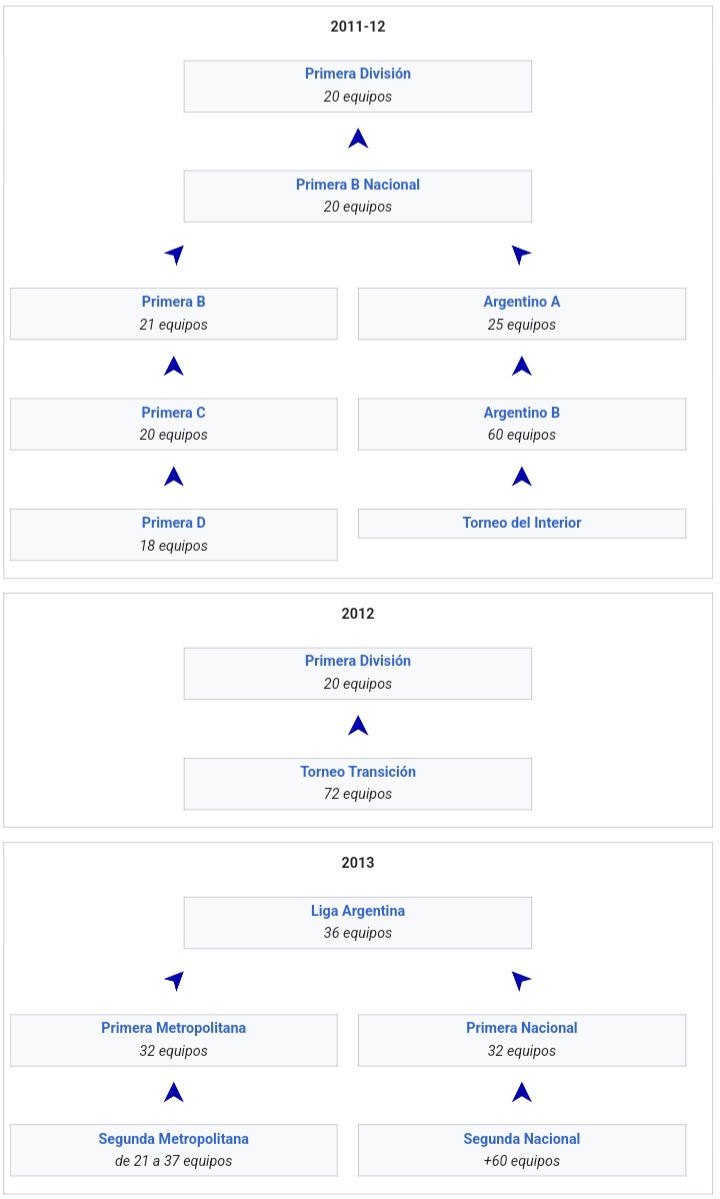 2011-12
Primera División
20 equipos
Primera B Nacional
20 equipos
Primera B
21 equipos
Argentino A
25 equipos
Primera C
20 equipos
Argentino B
60 equipos
Primera D
18 equipos
Torneo del Interior
2012
Primera División
20 equipos
Torneo Transición
72 equipos
2013
Liga Argentina
36 equipos
Primera Metropolitana
32 equipos
Primera Nacional
32 equipos
Segunda Metropolitana
de 21 a 37 equipos
Segunda Nacional
+60 equipos